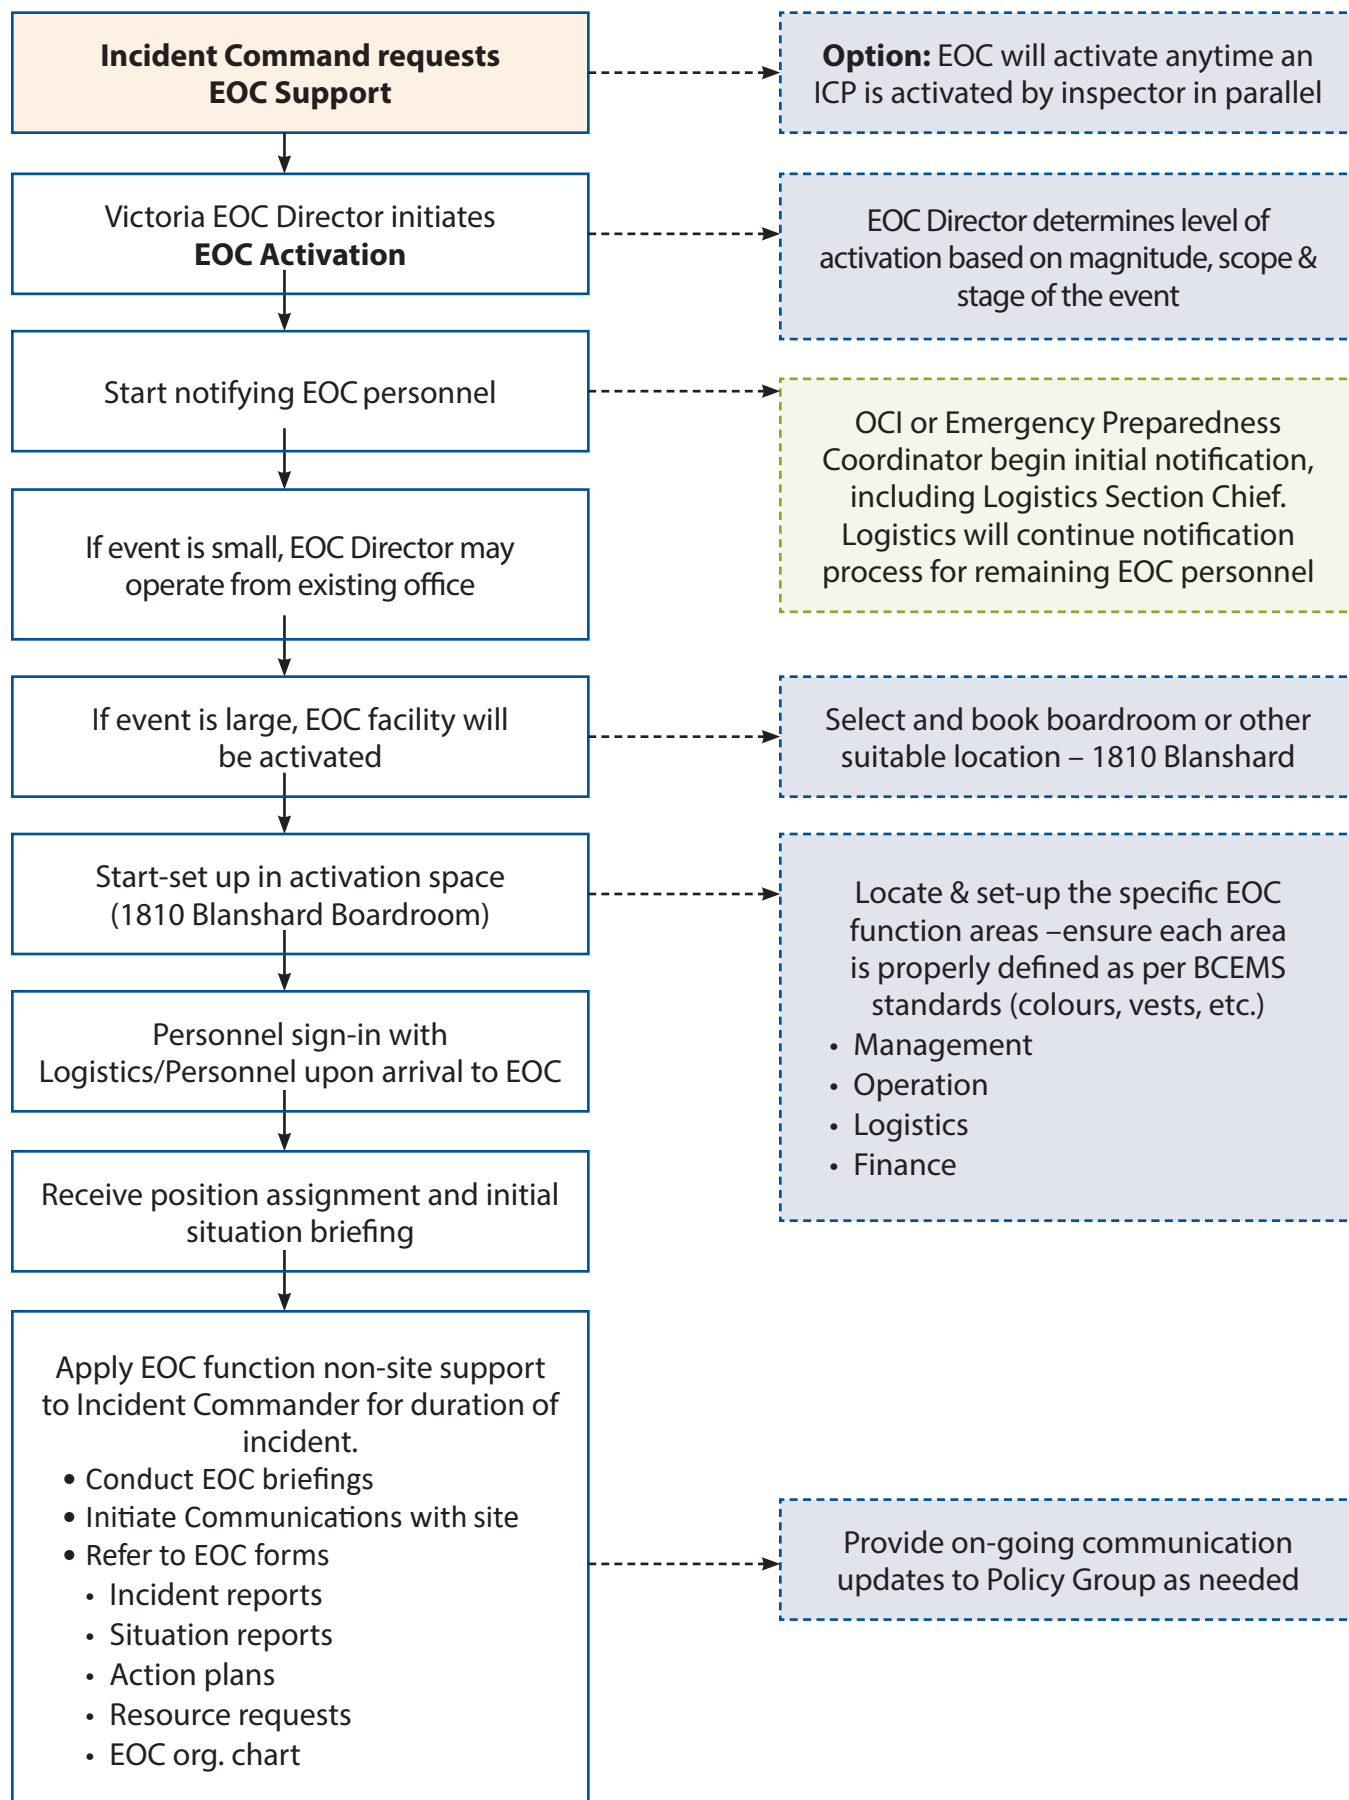 Incident Command requests
EOC Support
Option: EOC will activate anytime an
ICP is activated by inspector in parallel
Victoria EOC Director initiates
EOC Activation
EOC Director determines level of
activation based on magnitude, scope &
stage of the event
Start notifying EOC personnel
OCI or Emergency Preparedness
Coordinator begin initial notification,
including Logistics Section Chief.
Logistics will continue notification
process for remaining EOC personnel
If event is small, EOC Director may
operate from existing office
If event is large, EOC facility will
be activated
Select and book boardroom or other
suitable location – 1810 Blanshard
Start-set up in activation space
(1810 Blanshard Boardroom)
Locate & set-up the specific EOC
function areas –ensure each area
is properly defined as per BCEMS
standards (colours, vests, etc.)
• Management
• Operation
• Logistics
• Finance
Personnel sign-in with
Logistics/Personnel upon arrival to EOC
Receive position assignment and initial
situation briefing
Apply EOC function non-site support
to Incident Commander for duration of
incident.
• Conduct EOC briefings
• Initiate Communications with site
• Refer to EOC forms
• Incident reports
• Situation reports
• Action plans
• Resource requests
• EOC org. chart
Provide on-going communication
updates to Policy Group as needed